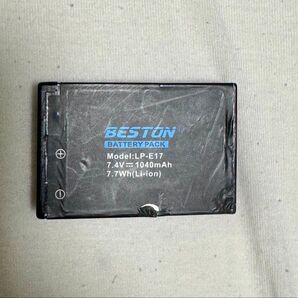 BESTON
BATTERY PACK
Model:LP-E17
7.4V⎓1040mAh
7.7Wh(Li-ion)